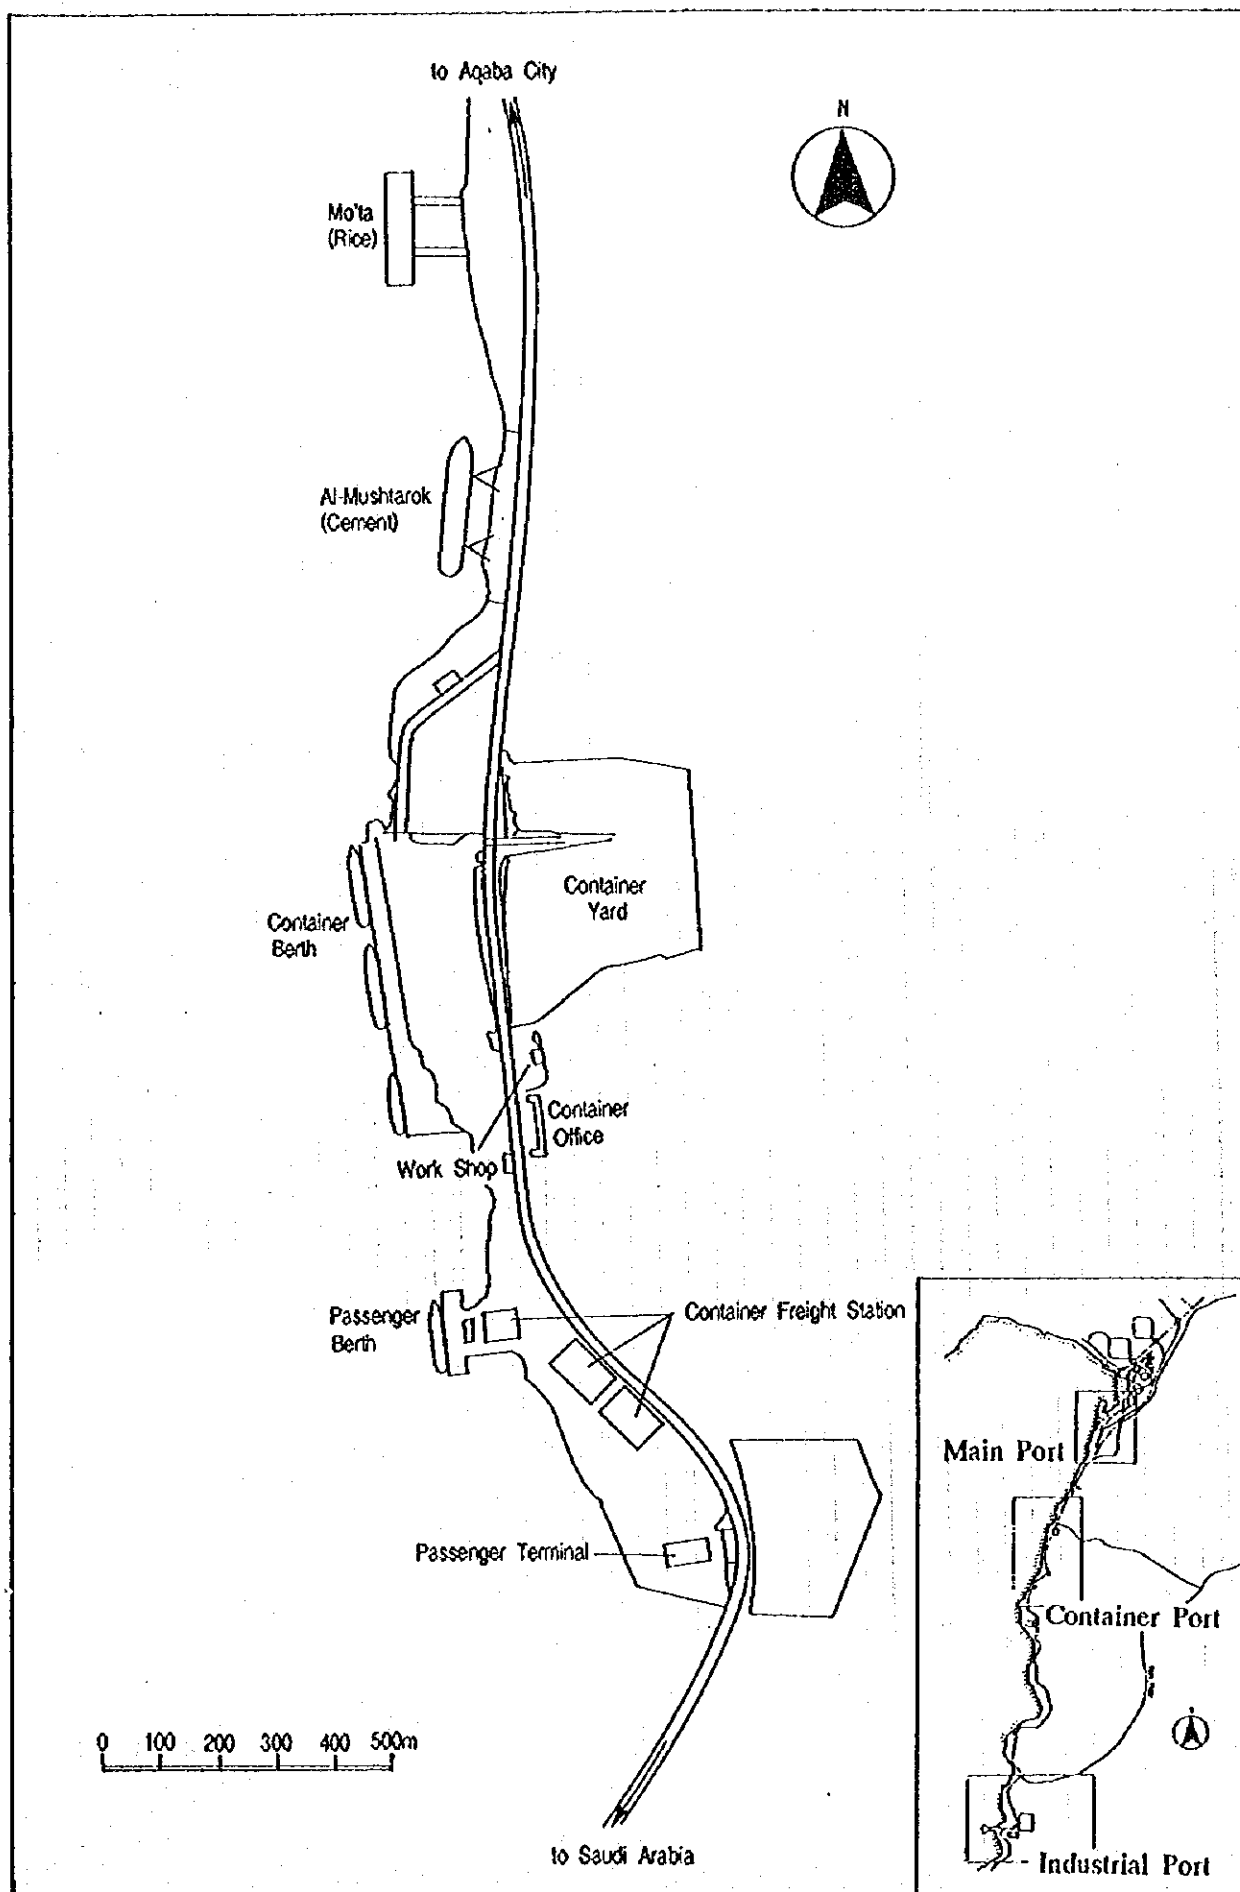 to Aqaba City
N
Mo'ta
(Rice)
Al-Mushtarok
(Cement)
Container
Yard
Container
Berth
Container
Office
Work Shop
Passenger
Berth
Container Freight Station
Main Port
Passenger Terminal
Container Port
0 100 200 300 400 500m
to Saudi Arabia
Industrial Port